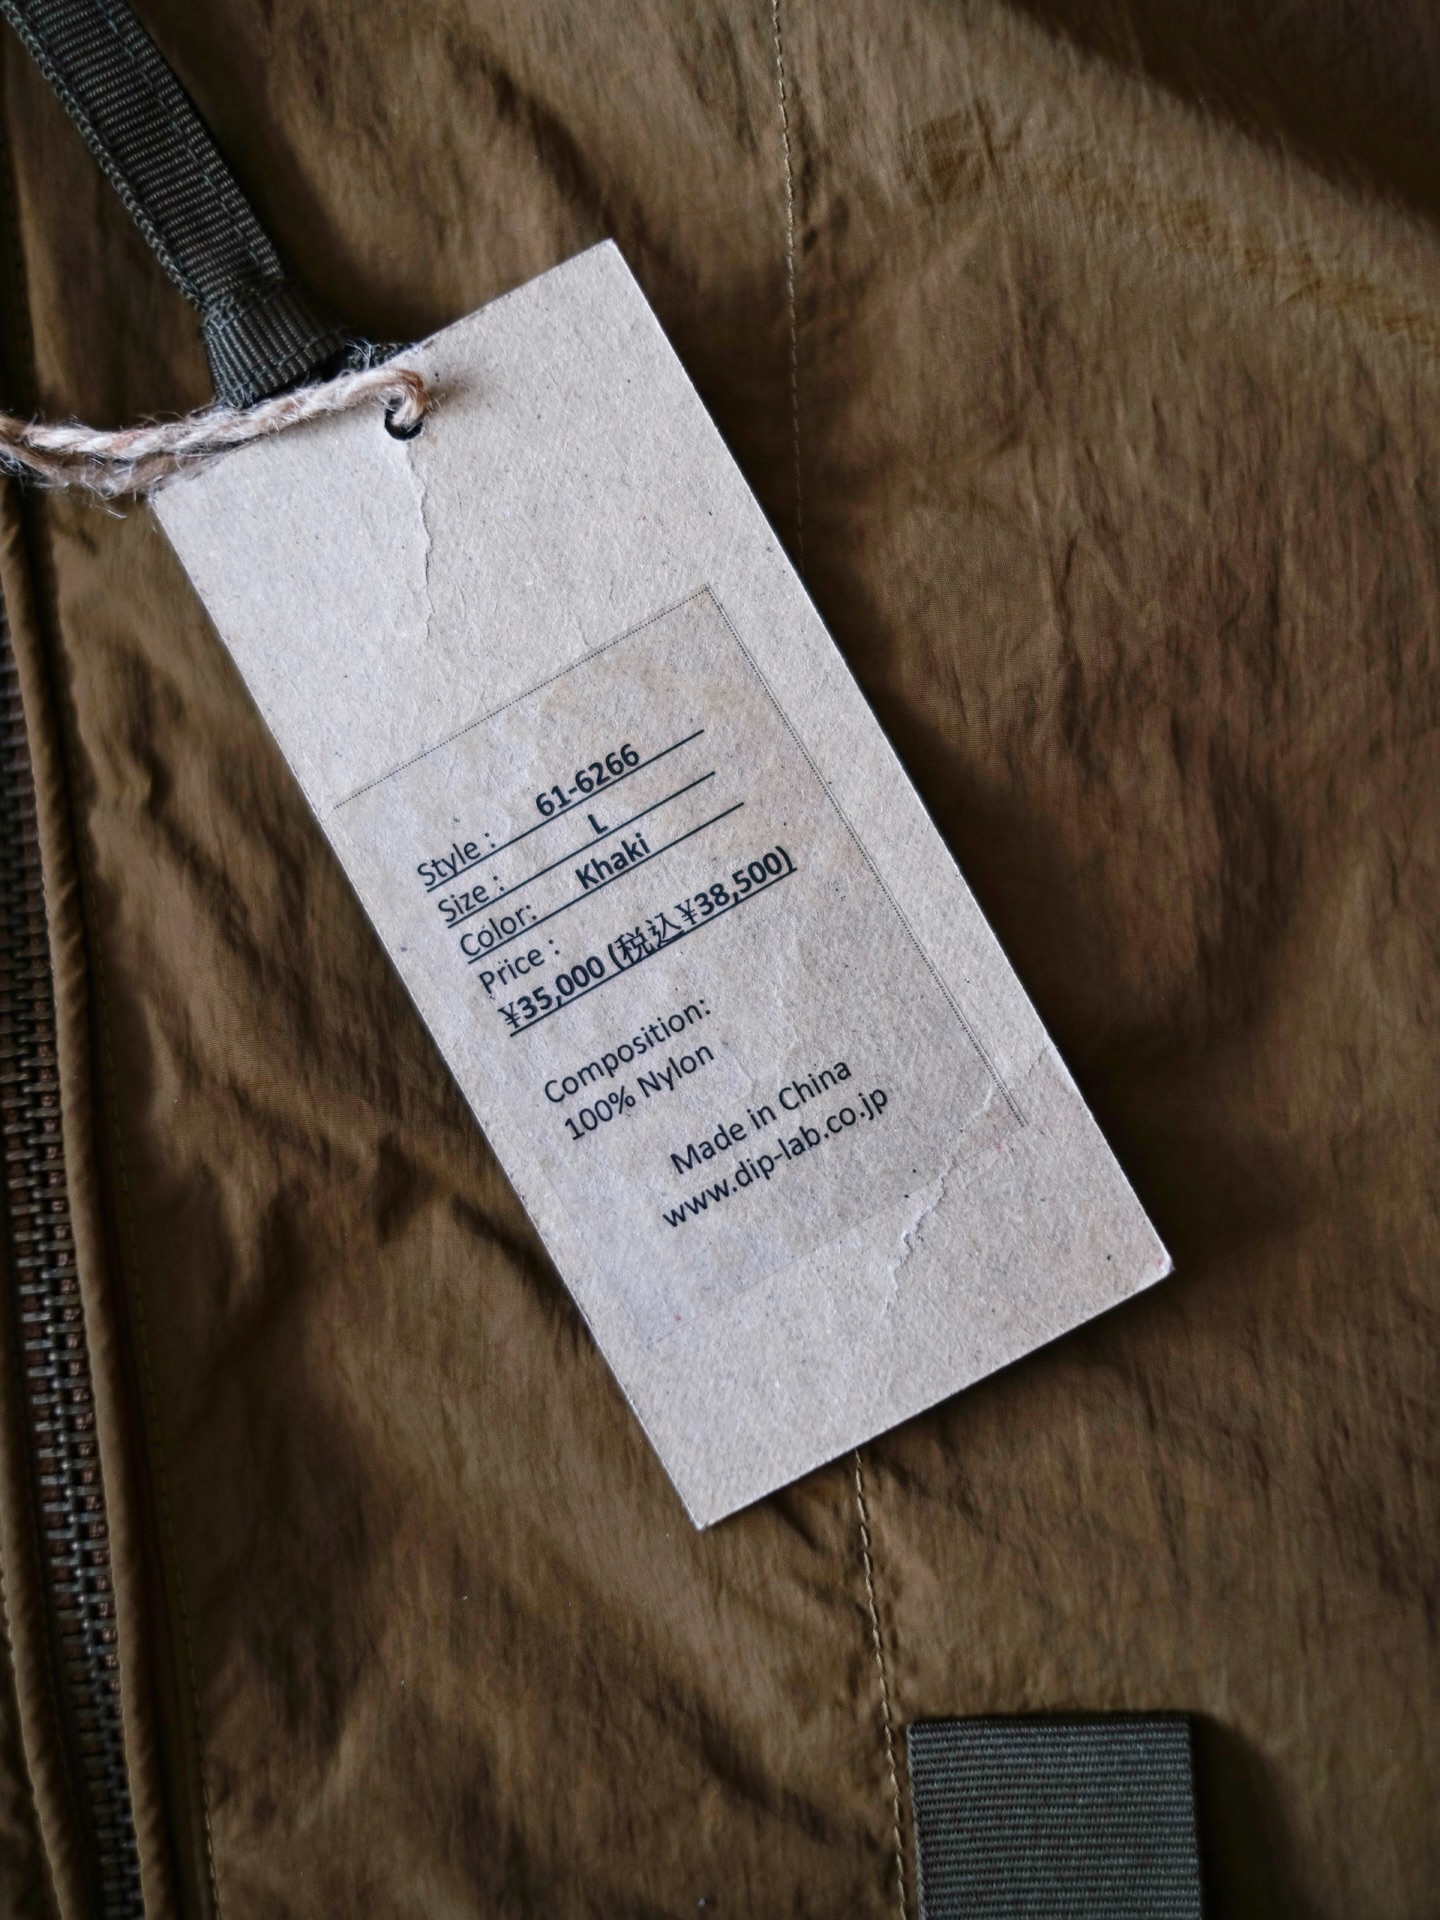 Style : 61-6266
Size : L
Color: Khaki
Price :
¥35,000 (税込¥38,500)
Composition:
100% Nylon
Made in China
www.dip-lab.co.jp